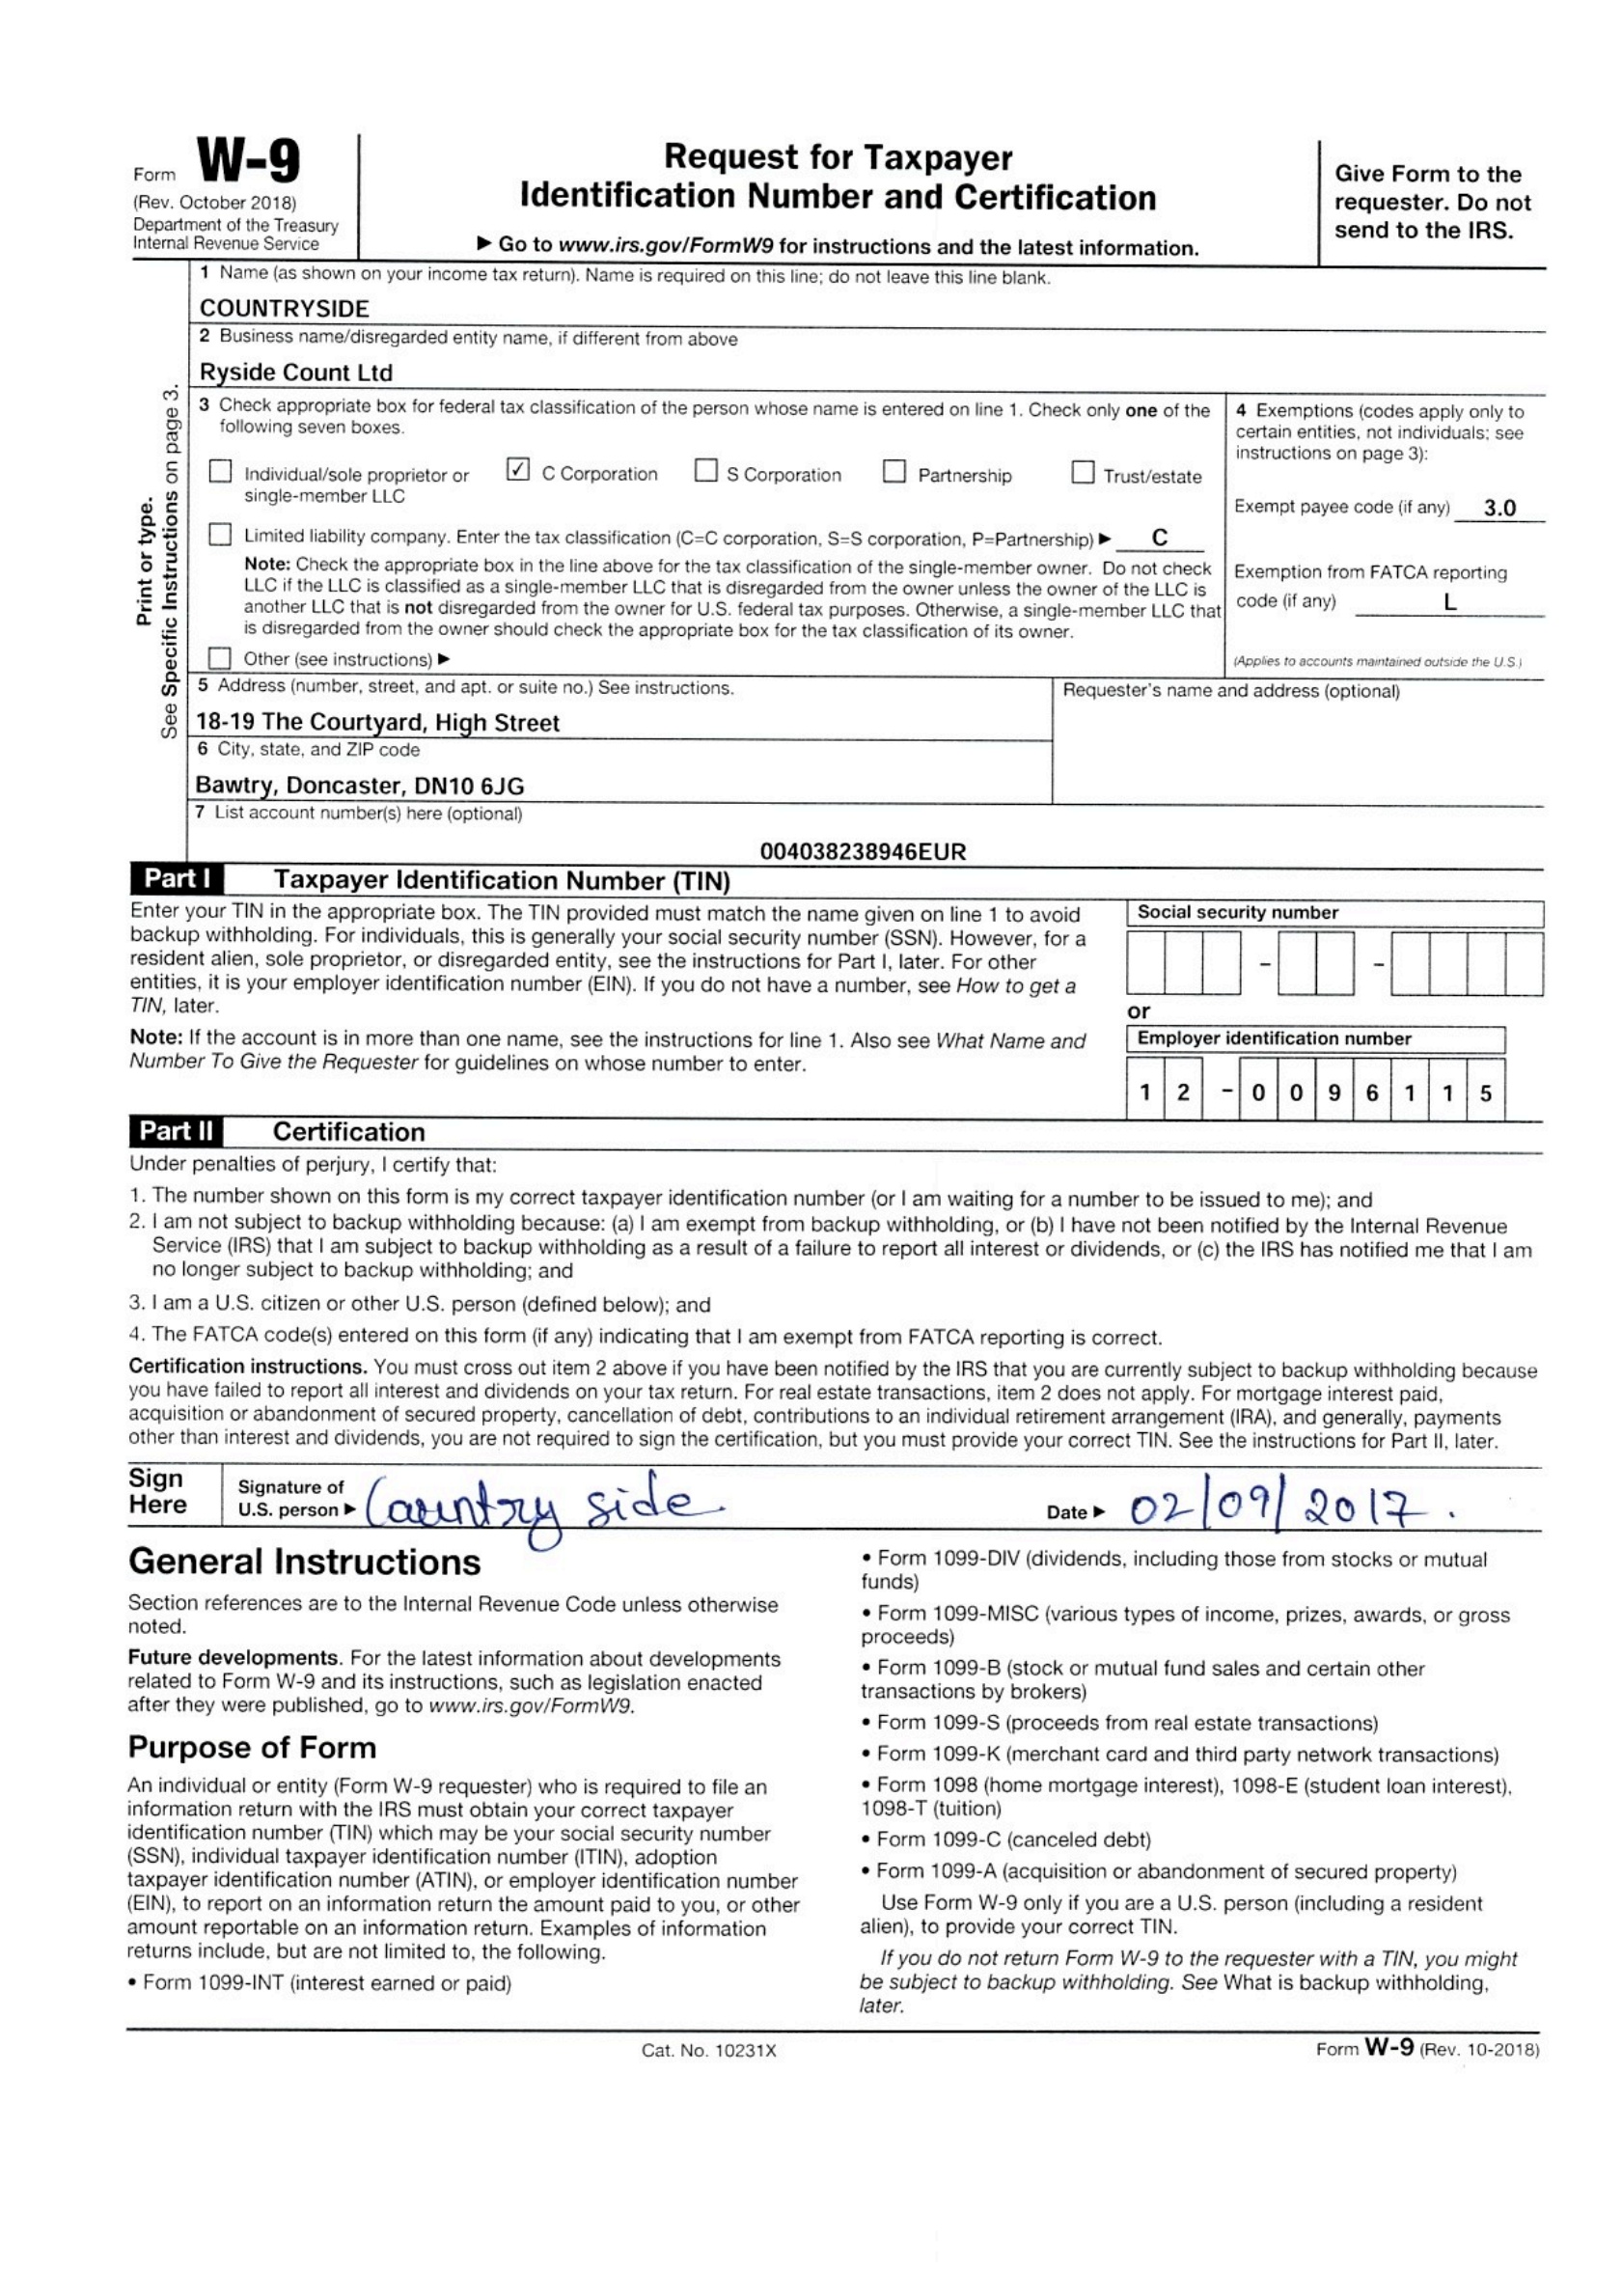 Form W-9
(Rev. October 2018)
Department of the Treasury
Internal Revenue Service
Request for Taxpayer
Identification Number and Certification
▶ Go to www.irs.gov/FormW9 for instructions and the latest information.
Give Form to the
requester. Do not
send to the IRS.
Print or type.
See Specific Instructions on page 3.
1 Name (as shown on your income tax return). Name is required on this line; do not leave this line blank.
COUNTRYSIDE
2 Business name/disregarded entity name, if different from above
Ryside Count Ltd
3 Check appropriate box for federal tax classification of the person whose name is entered on line 1. Check only one of the
following seven boxes.
☐ Individual/sole proprietor or
single-member LLC
☑ C Corporation
☐ S Corporation
☐ Partnership
☐ Trust/estate
☐ Limited liability company. Enter the tax classification (C=C corporation, S=S corporation, P=Partnership) ▶ C
Note: Check the appropriate box in the line above for the tax classification of the single-member owner. Do not check
LLC if the LLC is classified as a single-member LLC that is disregarded from the owner unless the owner of the LLC is
another LLC that is not disregarded from the owner for U.S. federal tax purposes. Otherwise, a single-member LLC that
is disregarded from the owner should check the appropriate box for the tax classification of its owner.
☐ Other (see instructions) ▶
4 Exemptions (codes apply only to
certain entities, not individuals; see
instructions on page 3):
Exempt payee code (if any) 3.0
Exemption from FATCA reporting
code (if any) L
(Applies to accounts maintained outside the U.S.)
5 Address (number, street, and apt. or suite no.) See instructions.
18-19 The Courtyard, High Street
Requester's name and address (optional)
6 City, state, and ZIP code
Bawtry, Doncaster, DN10 6JG
7 List account number(s) here (optional)
004038238946EUR
Part I Taxpayer Identification Number (TIN)
Enter your TIN in the appropriate box. The TIN provided must match the name given on line 1 to avoid
backup withholding. For individuals, this is generally your social security number (SSN). However, for a
resident alien, sole proprietor, or disregarded entity, see the instructions for Part I, later. For other
entities, it is your employer identification number (EIN). If you do not have a number, see How to get a
TIN, later.
Note: If the account is in more than one name, see the instructions for line 1. Also see What Name and
Number To Give the Requester for guidelines on whose number to enter.
Social security number
– –
or
Employer identification number
1 2 – 0 0 9 6 1 1 5
Part II Certification
Under penalties of perjury, I certify that:
1. The number shown on this form is my correct taxpayer identification number (or I am waiting for a number to be issued to me); and
2. I am not subject to backup withholding because: (a) I am exempt from backup withholding, or (b) I have not been notified by the Internal Revenue
Service (IRS) that I am subject to backup withholding as a result of a failure to report all interest or dividends, or (c) the IRS has notified me that I am
no longer subject to backup withholding; and
3. I am a U.S. citizen or other U.S. person (defined below); and
4. The FATCA code(s) entered on this form (if any) indicating that I am exempt from FATCA reporting is correct.
Certification instructions. You must cross out item 2 above if you have been notified by the IRS that you are currently subject to backup withholding because
you have failed to report all interest and dividends on your tax return. For real estate transactions, item 2 does not apply. For mortgage interest paid,
acquisition or abandonment of secured property, cancellation of debt, contributions to an individual retirement arrangement (IRA), and generally, payments
other than interest and dividends, you are not required to sign the certification, but you must provide your correct TIN. See the instructions for Part II, later.
Sign
Here
Signature of
U.S. person ▶ Country side
Date ▶ 02/09/2017.
General Instructions
Section references are to the Internal Revenue Code unless otherwise
noted.
Future developments. For the latest information about developments
related to Form W-9 and its instructions, such as legislation enacted
after they were published, go to www.irs.gov/FormW9.
Purpose of Form
An individual or entity (Form W-9 requester) who is required to file an
information return with the IRS must obtain your correct taxpayer
identification number (TIN) which may be your social security number
(SSN), individual taxpayer identification number (ITIN), adoption
taxpayer identification number (ATIN), or employer identification number
(EIN), to report on an information return the amount paid to you, or other
amount reportable on an information return. Examples of information
returns include, but are not limited to, the following.
• Form 1099-INT (interest earned or paid)
• Form 1099-DIV (dividends, including those from stocks or mutual
funds)
• Form 1099-MISC (various types of income, prizes, awards, or gross
proceeds)
• Form 1099-B (stock or mutual fund sales and certain other
transactions by brokers)
• Form 1099-S (proceeds from real estate transactions)
• Form 1099-K (merchant card and third party network transactions)
• Form 1098 (home mortgage interest), 1098-E (student loan interest),
1098-T (tuition)
• Form 1099-C (canceled debt)
• Form 1099-A (acquisition or abandonment of secured property)
Use Form W-9 only if you are a U.S. person (including a resident
alien), to provide your correct TIN.
If you do not return Form W-9 to the requester with a TIN, you might
be subject to backup withholding. See What is backup withholding,
later.
Cat. No. 10231X
Form W-9 (Rev. 10-2018)